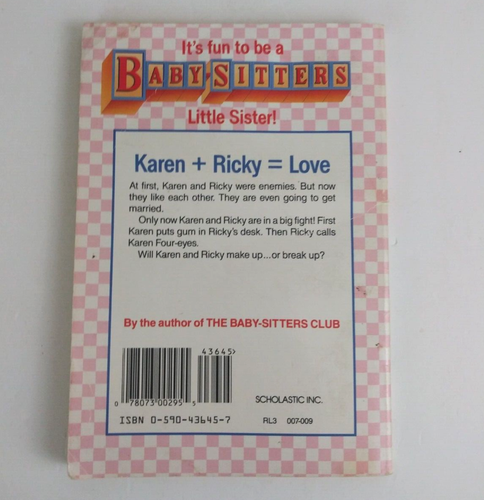 It's fun to be a
BABY-SITTERS
Little Sister!
Karen + Ricky = Love
At first, Karen and Ricky were enemies. But now
they like each other. They are even going to get
married.
Only now Karen and Ricky are in a big fight! First
Karen puts gum in Ricky's desk. Then Ricky calls
Karen Four-eyes.
Will Karen and Ricky make up...or break up?
By the author of THE BABY-SITTERS CLUB
43645>
0 78073 00295 5
SCHOLASTIC INC.
ISBN 0-590-43645-7
RL3 007-009